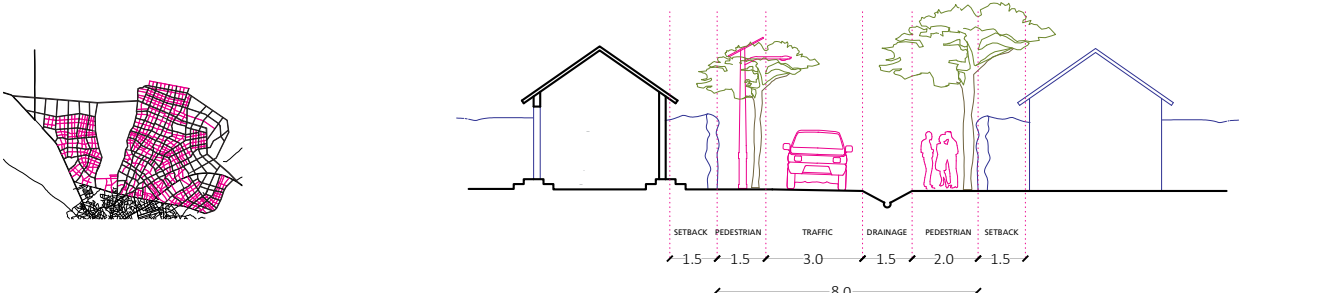 SETBACK PEDESTRIAN TRAFFIC DRAINAGE PEDESTRIAN SETBACK
1.5 1.5 3.0 1.5 2.0 1.5
8.0